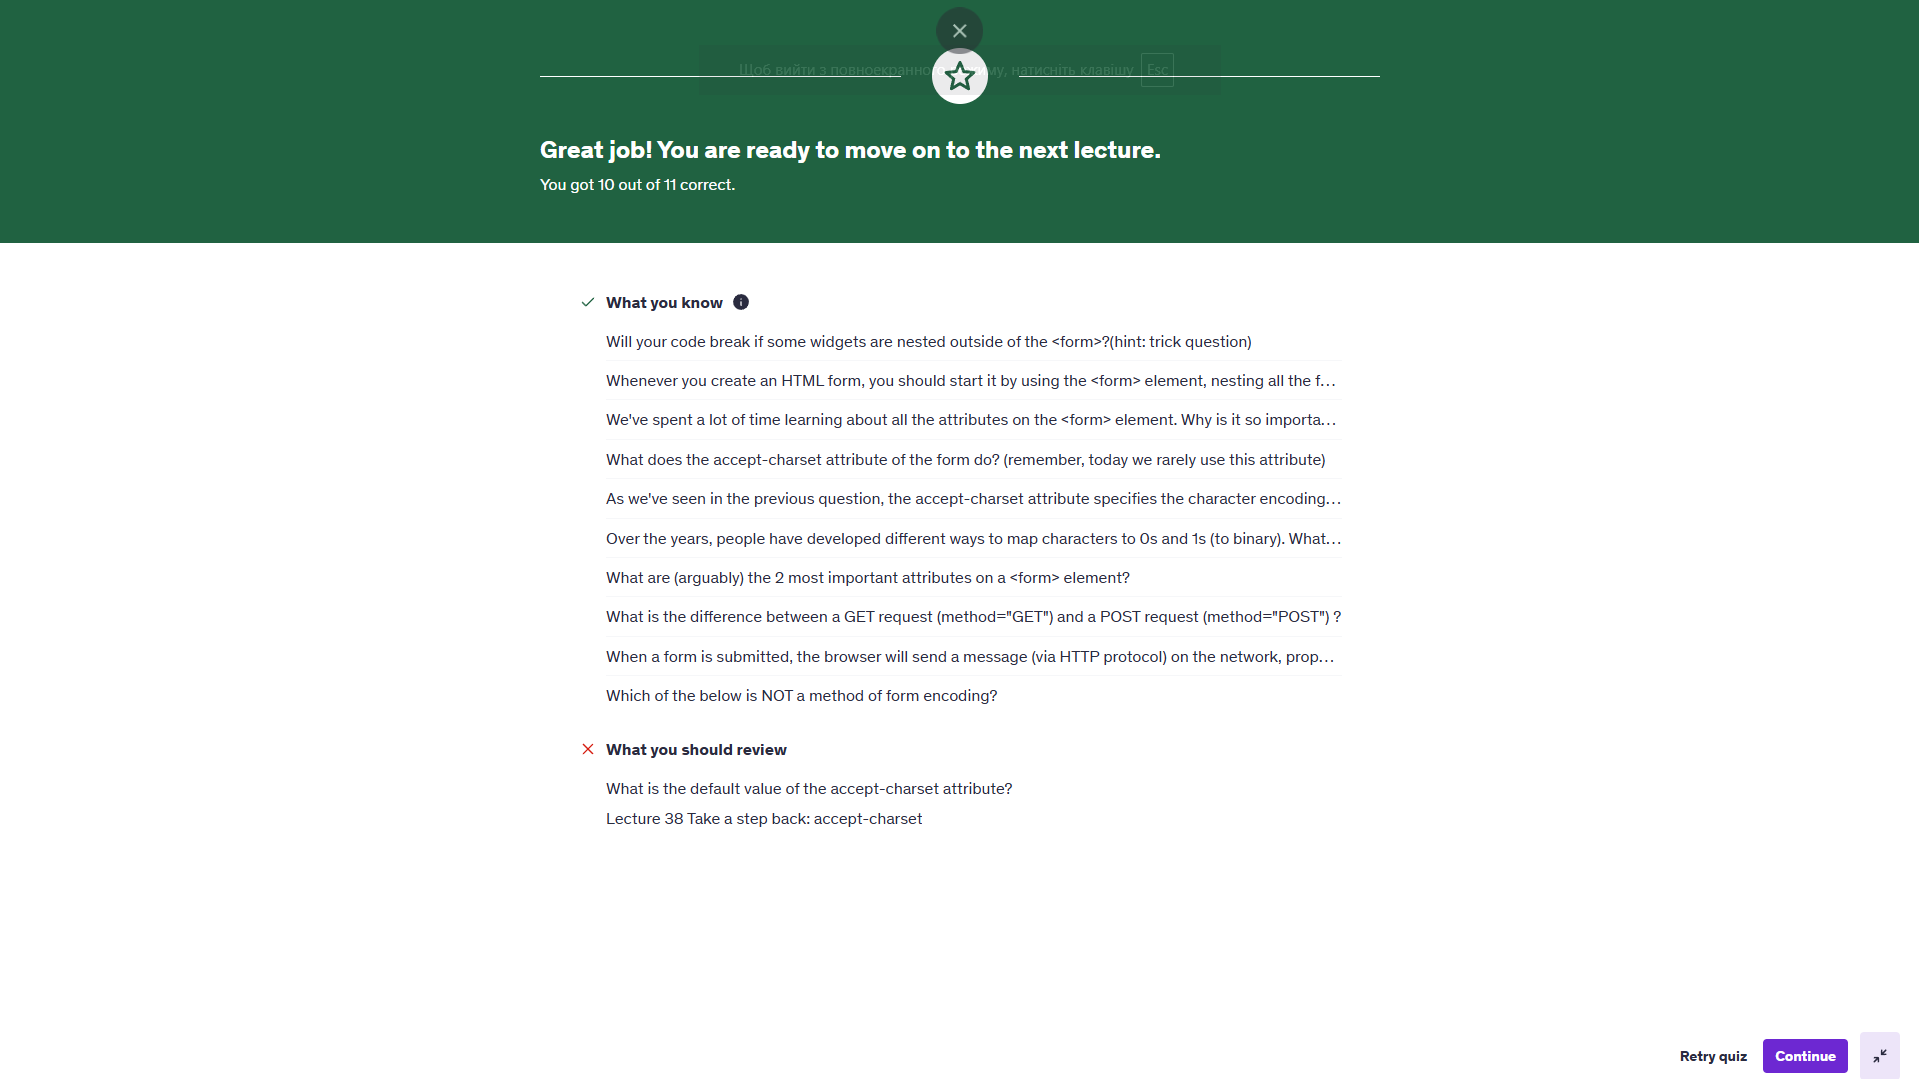 Щоб вийти з повноекранного режиму, натисніть клавішу Esc
Great job! You are ready to move on to the next lecture.
You got 10 out of 11 correct.
What you know
Will your code break if some widgets are nested outside of the <form>?(hint: trick question)
Whenever you create an HTML form, you should start it by using the <form> element, nesting all the f…
We've spent a lot of time learning about all the attributes on the <form> element. Why is it so importa…
What does the accept-charset attribute of the form do? (remember, today we rarely use this attribute)
As we've seen in the previous question, the accept-charset attribute specifies the character encoding…
Over the years, people have developed different ways to map characters to 0s and 1s (to binary). What…
What are (arguably) the 2 most important attributes on a <form> element?
What is the difference between a GET request (method="GET") and a POST request (method="POST") ?
When a form is submitted, the browser will send a message (via HTTP protocol) on the network, prop…
Which of the below is NOT a method of form encoding?
What you should review
What is the default value of the accept-charset attribute?
Lecture 38 Take a step back: accept-charset
Retry quiz
Continue